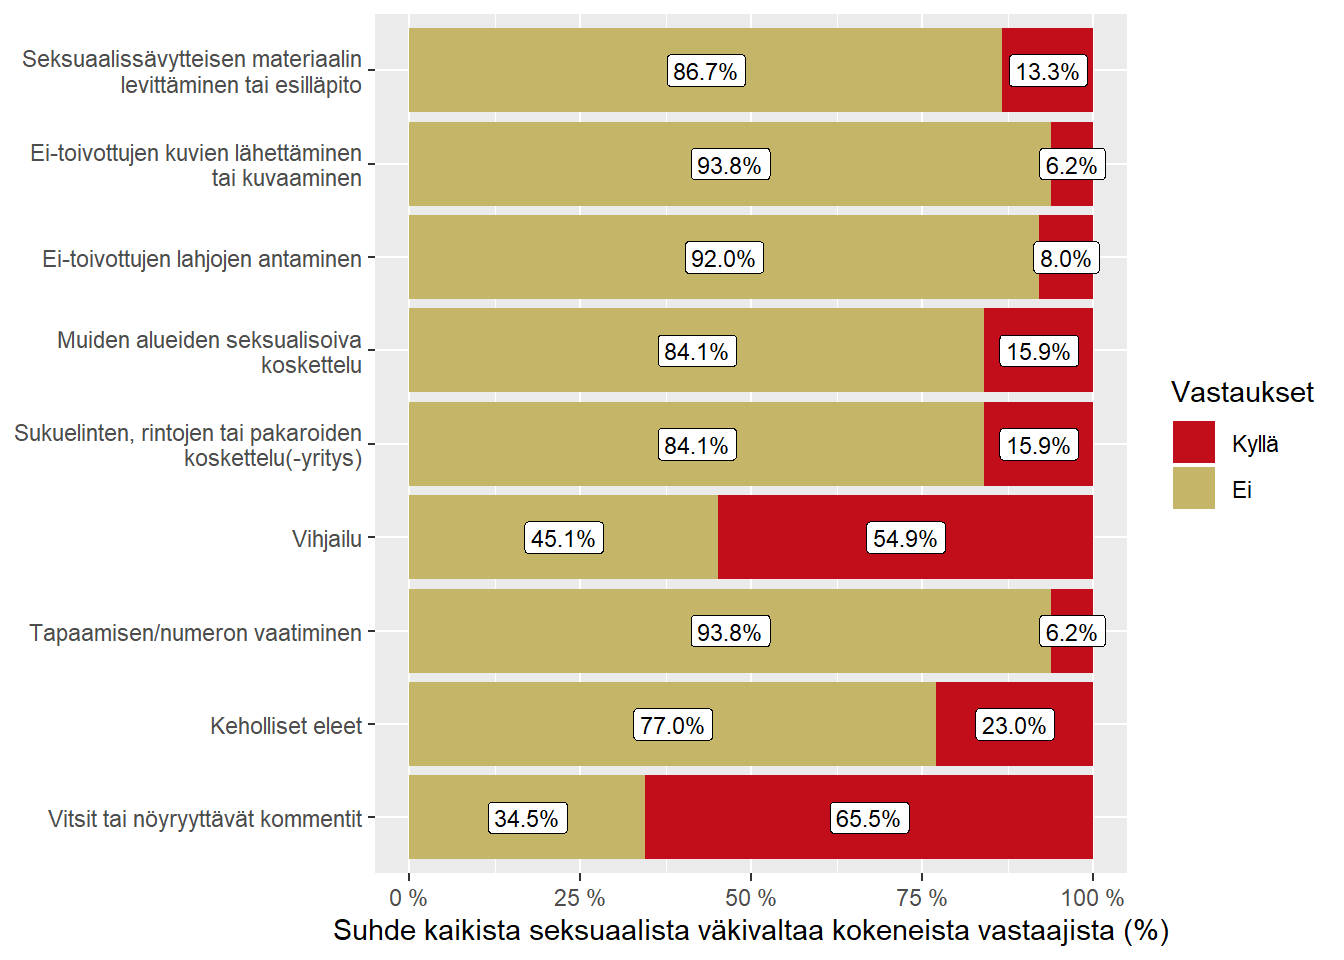 Seksuaalissävytteisen materiaalin
levittäminen tai esilläpito
86.7%
13.3%
Ei-toivottujen kuvien lähettäminen
tai kuvaaminen
93.8%
6.2%
Ei-toivottujen lahjojen antaminen
92.0%
8.0%
Muiden alueiden seksualisoiva
koskettelu
84.1%
15.9%
Sukuelinten, rintojen tai pakaroiden
koskettelu(-yritys)
84.1%
15.9%
Vihjailu
45.1%
54.9%
Tapaamisen/numeron vaatiminen
93.8%
6.2%
Keholliset eleet
77.0%
23.0%
Vitsit tai nöyryyttävät kommentit
34.5%
65.5%
0 %
25 %
50 %
75 %
100 %
Suhde kaikista seksuaalista väkivaltaa kokeneista vastaajista (%)
Vastaukset
Kyllä
Ei